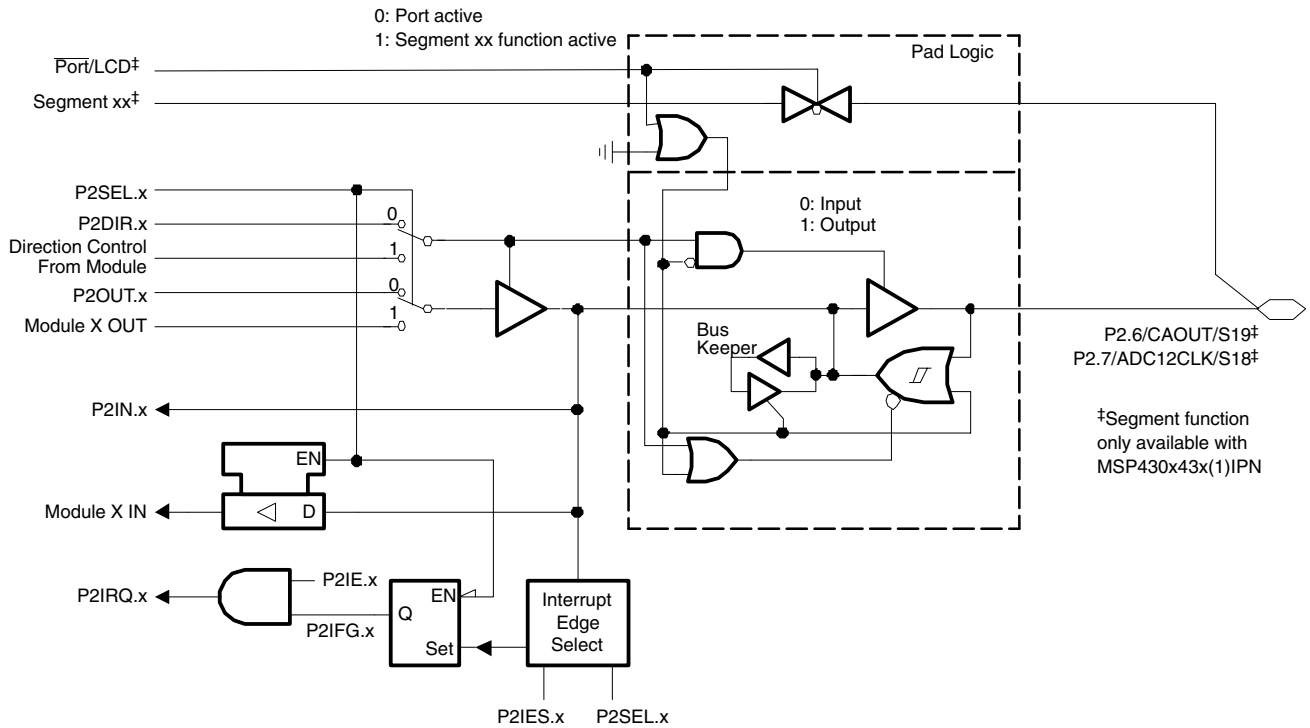 0: Port active
1: Segment xx function active
Pad Logic
Port/LCD‡
Segment xx‡
P2SEL.x
P2DIR.x
0
Direction Control
From Module
1
P2OUT.x
0
Module X OUT
1
0: Input
1: Output
Bus
Keeper
P2.6/CAOUT/S19‡
P2.7/ADC12CLK/S18‡
‡Segment function
only available with
MSP430x43x(1)IPN
P2IN.x
EN
Module X IN
D
P2IRQ.x
P2IE.x
P2IFG.x
Q
EN
Set
Interrupt
Edge
Select
P2IES.x
P2SEL.x